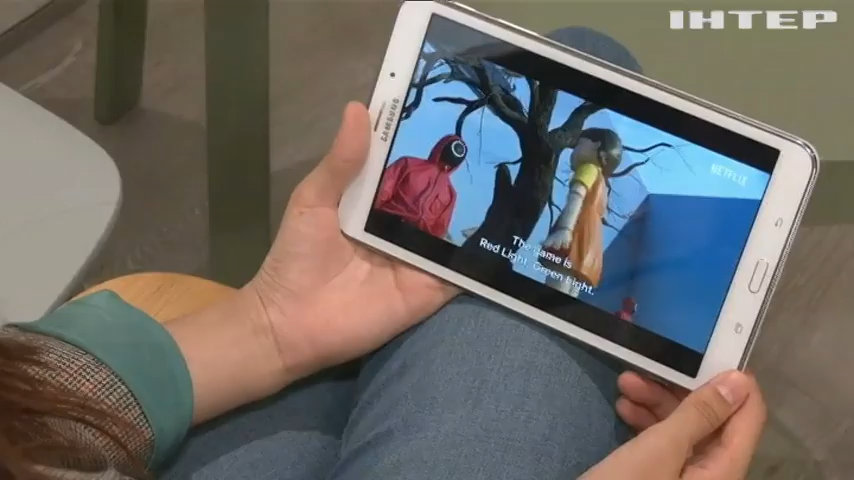 ІНТЕР
SAMSUNG
NETFLIX
The game is
Red Light, Green Light.